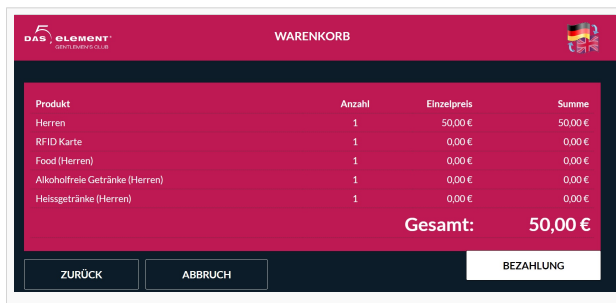 DAS 5 ELEMENT
GENTLEMEN'S CLUB
WARENKORB
Produkt Anzahl Einzelpreis Summe
Herren 1 50,00 € 50,00 €
RFID Karte 1 0,00 € 0,00 €
Food (Herren) 1 0,00 € 0,00 €
Alkoholfreie Getränke (Herren) 1 0,00 € 0,00 €
Heissgetränke (Herren) 1 0,00 € 0,00 €
Gesamt: 50,00 €
ZURÜCK ABBRUCH BEZAHLUNG